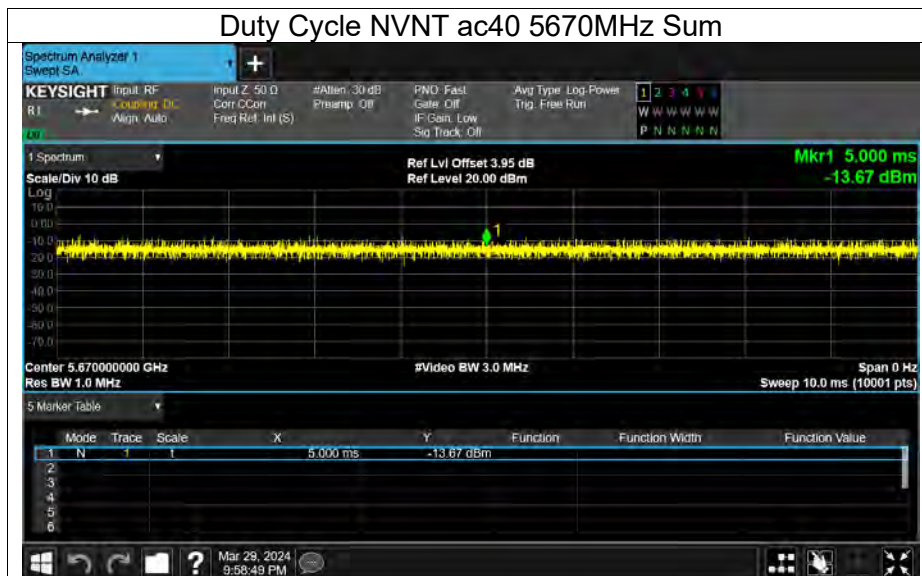 Duty Cycle NVNT ac40 5670MHz Sum
Spectrum Analyzer 1
Swept SA
+
KEYSIGHT Input: RF Input Z: 50 Ω #Atten: 30 dB PNO: Fast Avg Type: Log-Power 1 2 3 4 5 6
R L Coupling: DC Corr CCorr Preamp: Off Gate: Off Trig: Free Run W W W W W W
Align: Auto Freq Ref: Int (S) IF Gain: Low P N N N N N
Sig Track: Off
1 Spectrum Ref Lvl Offset 3.95 dB Mkr1 5.000 ms
Scale/Div 10 dB Ref Level 20.00 dBm -13.67 dBm
Log
10.0
0.00
1
-10.0
-20.0
-30.0
-40.0
-50.0
-60.0
-70.0
Center 5.670000000 GHz #Video BW 3.0 MHz Span 0 Hz
Res BW 1.0 MHz Sweep 10.0 ms (10001 pts)
5 Marker Table
Mode Trace Scale X Y Function Function Width Function Value
1 N 1 t 5.000 ms -13.67 dBm
2
3
4
5
6
? Mar 29, 2024
9:58:49 PM